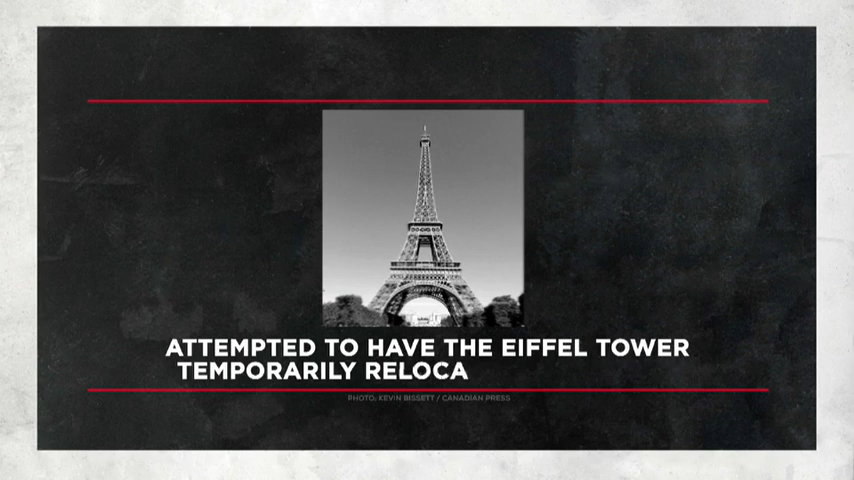 ATTEMPTED TO HAVE THE EIFFEL TOWER
TEMPORARILY RELOCA
PHOTO: KEVIN BISSETT / CANADIAN PRESS